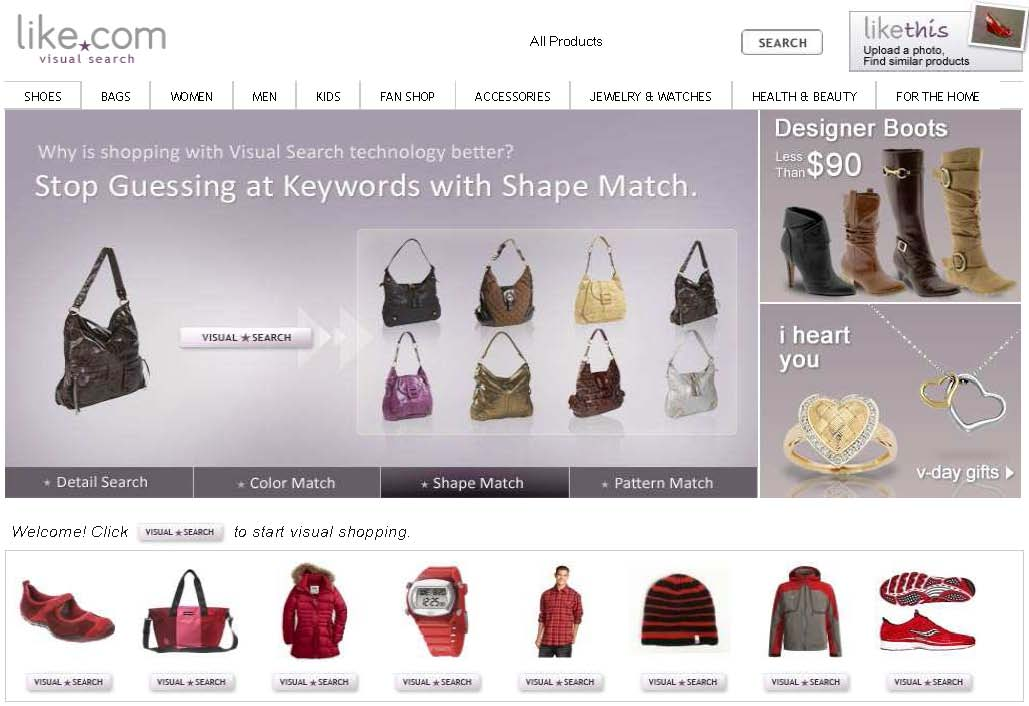 like.com
visual search
All Products
SEARCH
likethis
Upload a photo,
Find similar products
SHOES
BAGS
WOMEN
MEN
KIDS
FAN SHOP
ACCESSORIES
JEWELRY & WATCHES
HEALTH & BEAUTY
FOR THE HOME
Why is shopping with Visual Search technology better?
Stop Guessing at Keywords with Shape Match.
VISUAL ★ SEARCH
★ Detail Search
★ Color Match
★ Shape Match
★ Pattern Match
Designer Boots
Less
Than $90
i heart
you
v-day gifts
Welcome! Click VISUAL ★ SEARCH to start visual shopping.
12:25
VISUAL ★ SEARCH
VISUAL ★ SEARCH
VISUAL ★ SEARCH
VISUAL ★ SEARCH
VISUAL ★ SEARCH
VISUAL ★ SEARCH
VISUAL ★ SEARCH
VISUAL ★ SEARCH